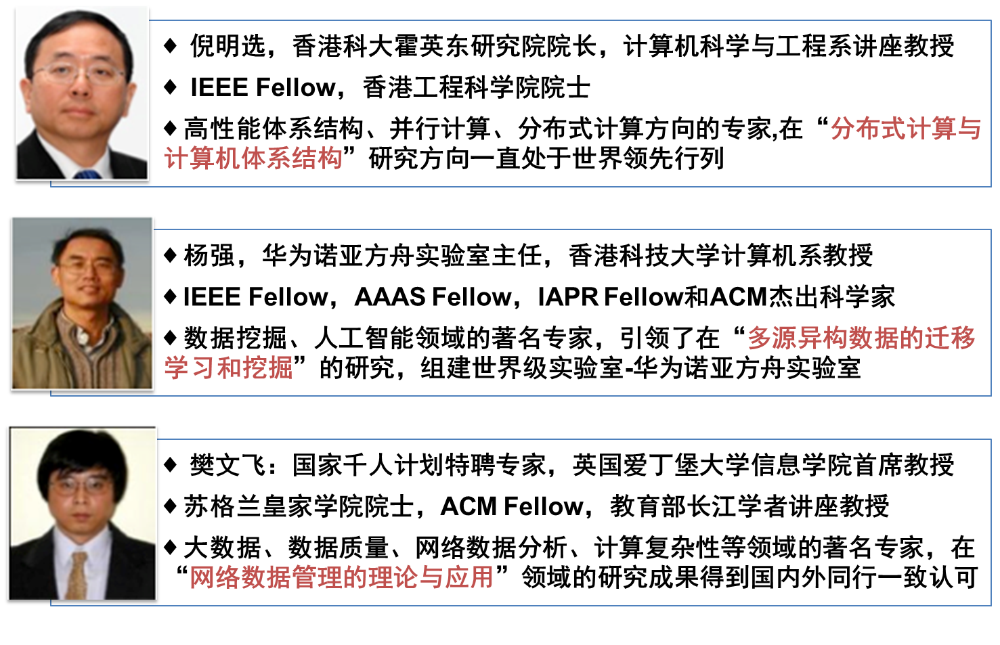 ♦ 倪明选，香港科大霍英东研究院院长，计算机科学与工程系讲座教授
♦ IEEE Fellow，香港工程科学院院士
♦ 高性能体系结构、并行计算、分布式计算方向的专家,在“分布式计算与
计算机体系结构”研究方向一直处于世界领先行列
♦ 杨强，华为诺亚方舟实验室主任，香港科技大学计算机系教授
♦ IEEE Fellow，AAAS Fellow，IAPR Fellow和ACM杰出科学家
♦ 数据挖掘、人工智能领域的著名专家，引领了在“多源异构数据的迁移
学习和挖掘”的研究，组建世界级实验室-华为诺亚方舟实验室
♦ 樊文飞：国家千人计划特聘专家，英国爱丁堡大学信息学院首席教授
♦ 苏格兰皇家学院院士，ACM Fellow，教育部长江学者讲座教授
♦ 大数据、数据质量、网络数据分析、计算复杂性等领域的著名专家，在
“网络数据管理的理论与应用”领域的研究成果得到国内外同行一致认可